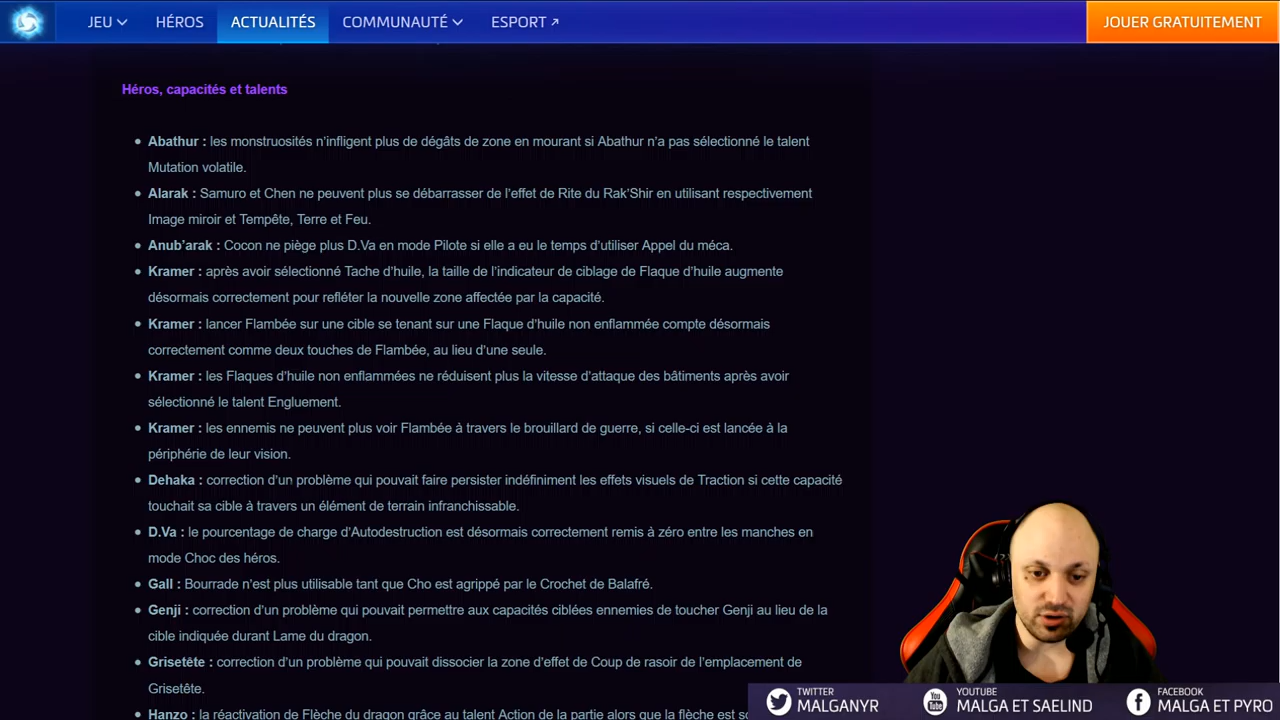 JEU HÉROS ACTUALITÉS COMMUNAUTÉ ESPORT JOUER GRATUITEMENT
Héros, capacités et talents
Abathur : les monstruosités n'infligent plus de dégâts de zone en mourant si Abathur n'a pas sélectionné le talent
Mutation volatile.
Alarak : Samuro et Chen ne peuvent plus se débarrasser de l'effet de Rite du Rak'Shir en utilisant respectivement
Image miroir et Tempête, Terre et Feu.
Anub'arak : Cocon ne piège plus D.Va en mode Pilote si elle a eu le temps d'utiliser Appel du méca.
Kramer : après avoir sélectionné Tache d'huile, la taille de l'indicateur de ciblage de Flaque d'huile augmente
désormais correctement pour refléter la nouvelle zone affectée par la capacité.
Kramer : lancer Flambée sur une cible se tenant sur une Flaque d'huile non enflammée compte désormais
correctement comme deux touches de Flambée, au lieu d'une seule.
Kramer : les Flaques d'huile non enflammées ne réduisent plus la vitesse d'attaque des bâtiments après avoir
sélectionné le talent Engluement.
Kramer : les ennemis ne peuvent plus voir Flambée à travers le brouillard de guerre, si celle-ci est lancée à la
périphérie de leur vision.
Dehaka : correction d'un problème qui pouvait faire persister indéfiniment les effets visuels de Traction si cette capacité
touchait sa cible à travers un élément de terrain infranchissable.
D.Va : le pourcentage de charge d'Autodestruction est désormais correctement remis à zéro entre les manches en
mode Choc des héros.
Gall : Bourrade n'est plus utilisable tant que Cho est agrippé par le Crochet de Balafré.
Genji : correction d'un problème qui pouvait permettre aux capacités ciblées ennemies de toucher Genji au lieu de la
cible indiquée durant Lame du dragon.
Grisetête : correction d'un problème qui pouvait dissocier la zone d'effet de Coup de rasoir de l'emplacement de
Grisetête.
Hanzo : la réactivation de Flèche du dragon grâce au talent Action de la partie alors que la flèche est
TWITTER
MALGANYR
YOUTUBE
MALGA ET SAELIND
FACEBOOK
MALGA ET PYRO